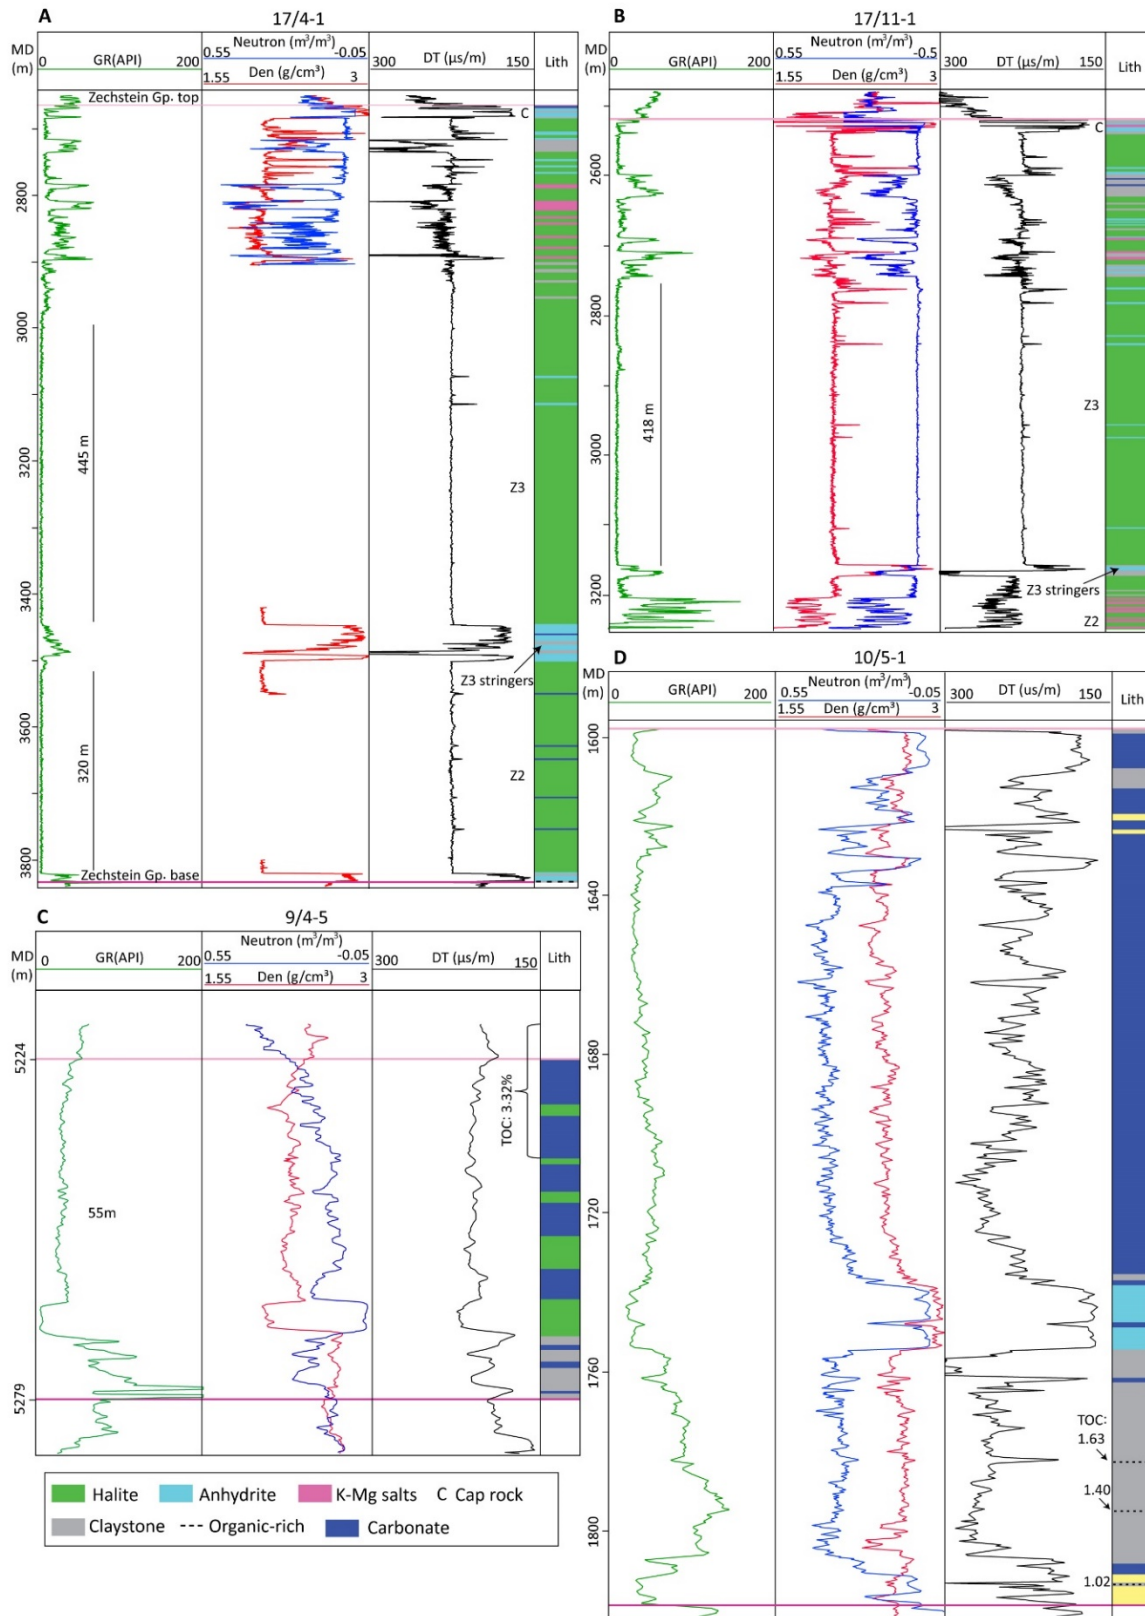 A
17/4-1
MD
(m)
0 GR(API) 200
Neutron (m³/m³)
0.55 -0.05
Den (g/cm³)
1.55 3
DT (µs/m)
300 150
Lith
Zechstein Gp. top
C
2800
3000
445 m
3200
Z3
3400
Z3 stringers
3600
320 m
Z2
3800
Zechstein Gp. base
B
17/11-1
MD
(m)
0 GR(API) 200
Neutron (m³/m³)
0.55 -0.5
Den (g/cm³)
1.55 3
DT (µs/m)
300 150
Lith
C
2600
2800
Z3
418 m
3000
Z3 stringers
3200
Z2
C
9/4-5
MD
(m)
0 GR(API) 200
Neutron (m³/m³)
0.55 -0.05
Den (g/cm³)
1.55 3
DT (µs/m)
300 150
Lith
5224
TOC: 3.32%
55m
5279
D
10/5-1
MD
(m)
0 GR(API) 200
Neutron (m³/m³)
0.55 -0.05
Den (g/cm³)
1.55 3
DT (us/m)
300 150
Lith
1600
1640
1680
1720
1760
TOC:
1.63
1.40
1800
1.02
Halite Anhydrite K-Mg salts C Cap rock
Claystone Organic-rich Carbonate